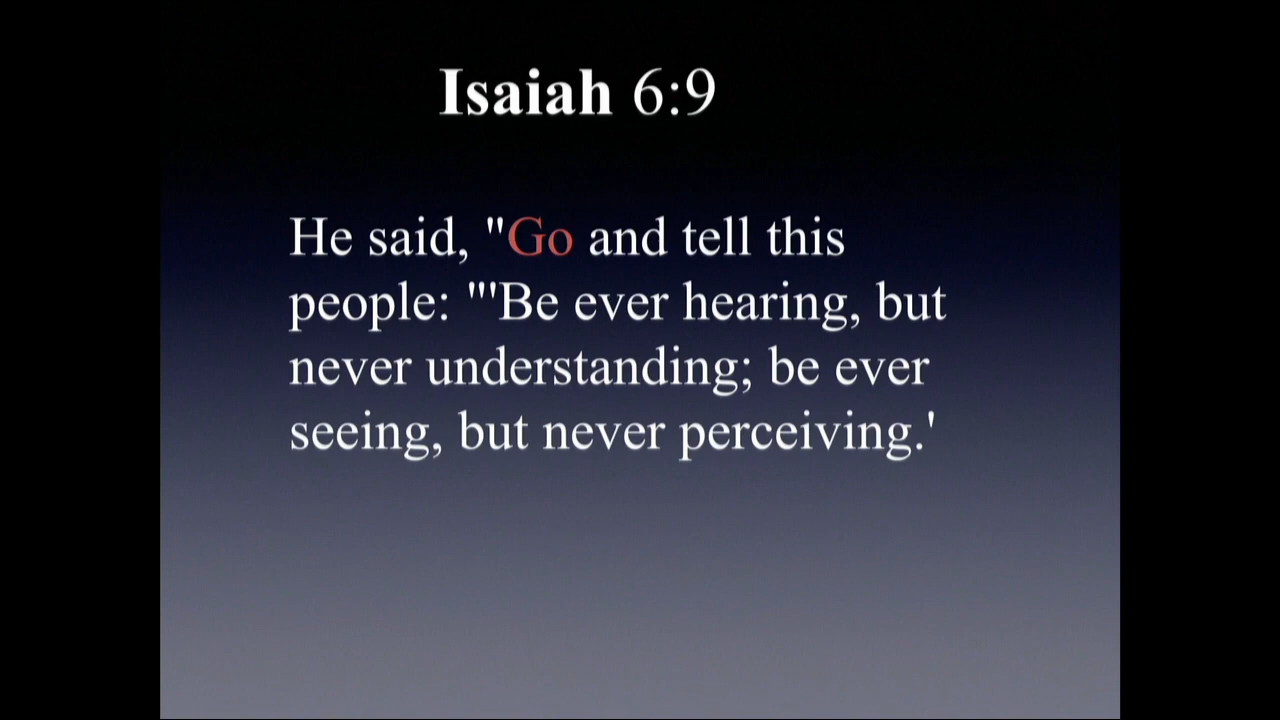 Isaiah 6:9
He said, "Go and tell this
people: "'Be ever hearing, but
never understanding; be ever
seeing, but never perceiving.'